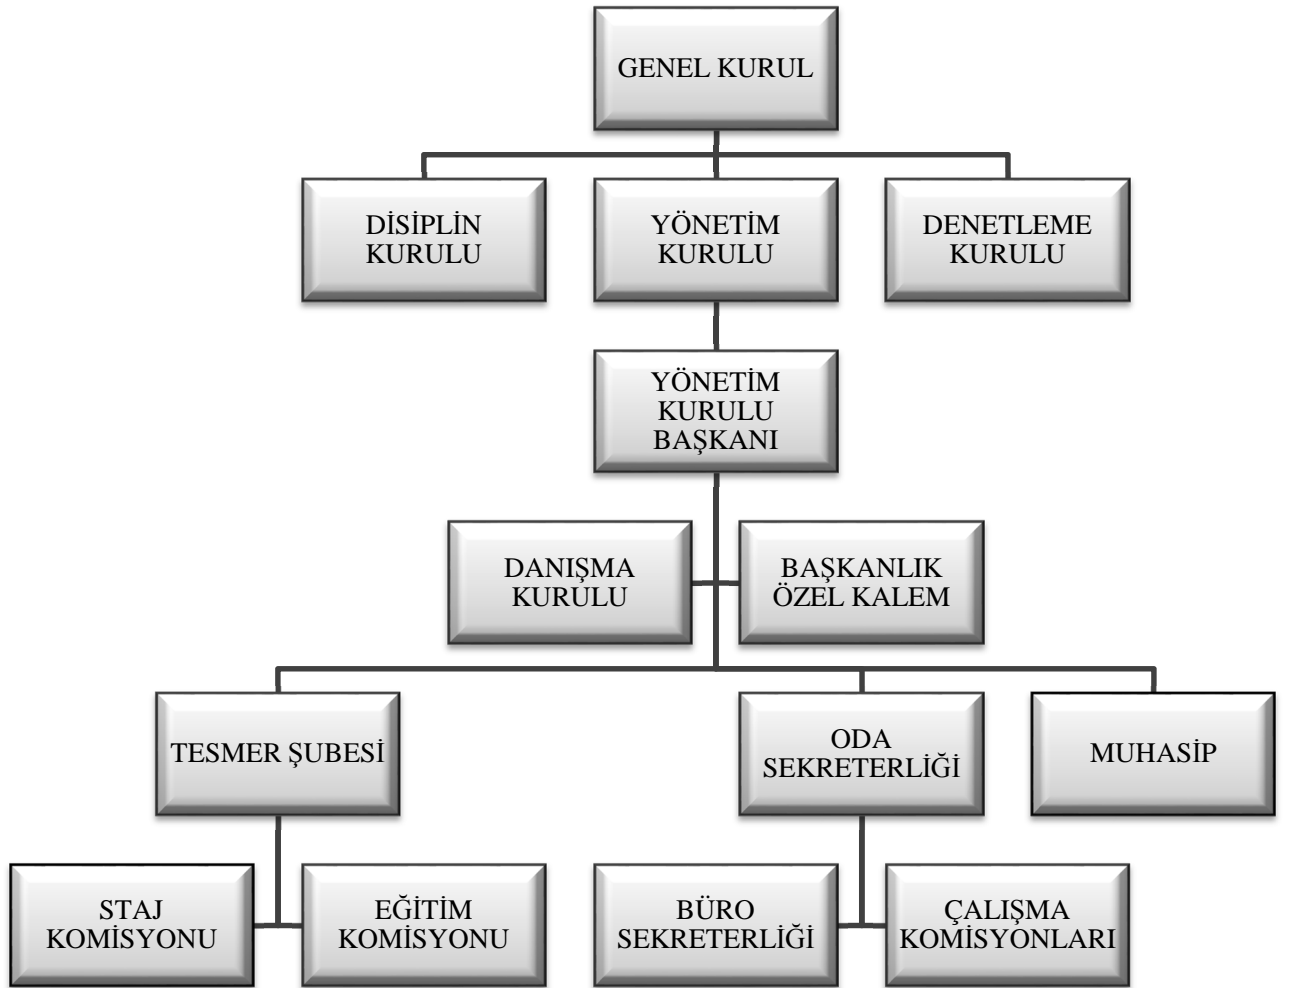 GENEL KURUL
DİSİPLİN
KURULU
YÖNETİM
KURULU
DENETLEME
KURULU
YÖNETİM
KURULU
BAŞKANI
DANIŞMA
KURULU
BAŞKANLIK
ÖZEL KALEM
TESMER ŞUBESİ
ODA
SEKRETERLİĞİ
MUHASİP
STAJ
KOMİSYONU
EĞİTİM
KOMİSYONU
BÜRO
SEKRETERLİĞİ
ÇALIŞMA
KOMİSYONLARI